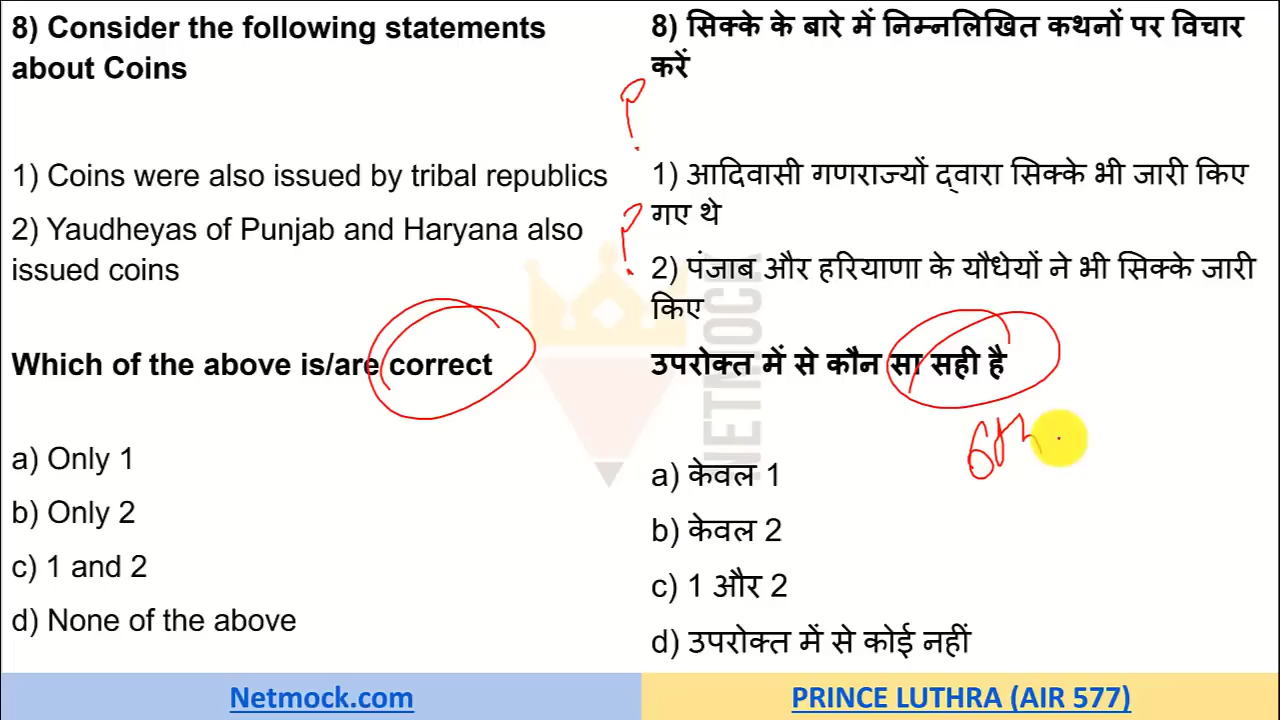 8) Consider the following statements
about Coins
1) Coins were also issued by tribal republics
2) Yaudheyas of Punjab and Haryana also
issued coins
Which of the above is/are correct
a) Only 1
b) Only 2
c) 1 and 2
d) None of the above
8) सिक्के के बारे में निम्नलिखित कथनों पर विचार
करें
1) आदिवासी गणराज्यों द्वारा सिक्के भी जारी किए
गए थे
2) पंजाब और हरियाणा के यौधेयों ने भी सिक्के जारी
किए
उपरोक्त में से कौन सा सही है
6th
a) केवल 1
b) केवल 2
c) 1 और 2
d) उपरोक्त में से कोई नहीं
NETMOCK
Netmock.com
PRINCE LUTHRA (AIR 577)